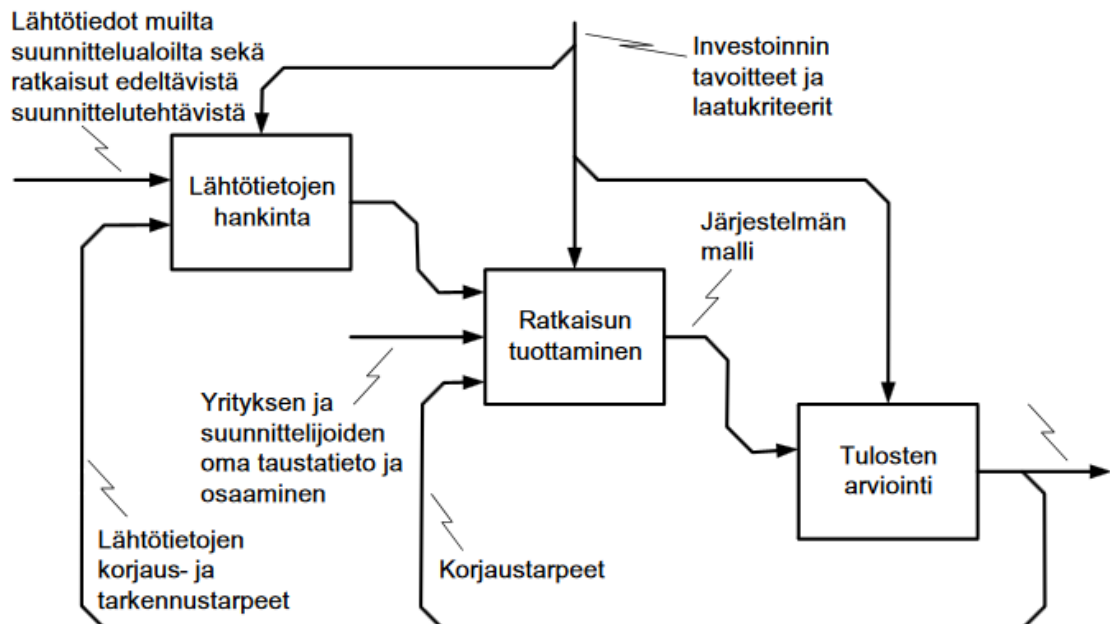 Lähtötiedot muilta
suunnittelualoilta sekä
ratkaisut edeltävistä
suunnittelutehtävistä
Investoinnin
tavoitteet ja
laatukriteerit
Lähtötietojen
hankinta
Järjestelmän
malli
Ratkaisun
tuottaminen
Yrityksen ja
suunnittelijoiden
oma taustatieto ja
osaaminen
Tulosten
arviointi
Lähtötietojen
korjaus- ja
tarkennustarpeet
Korjaustarpeet